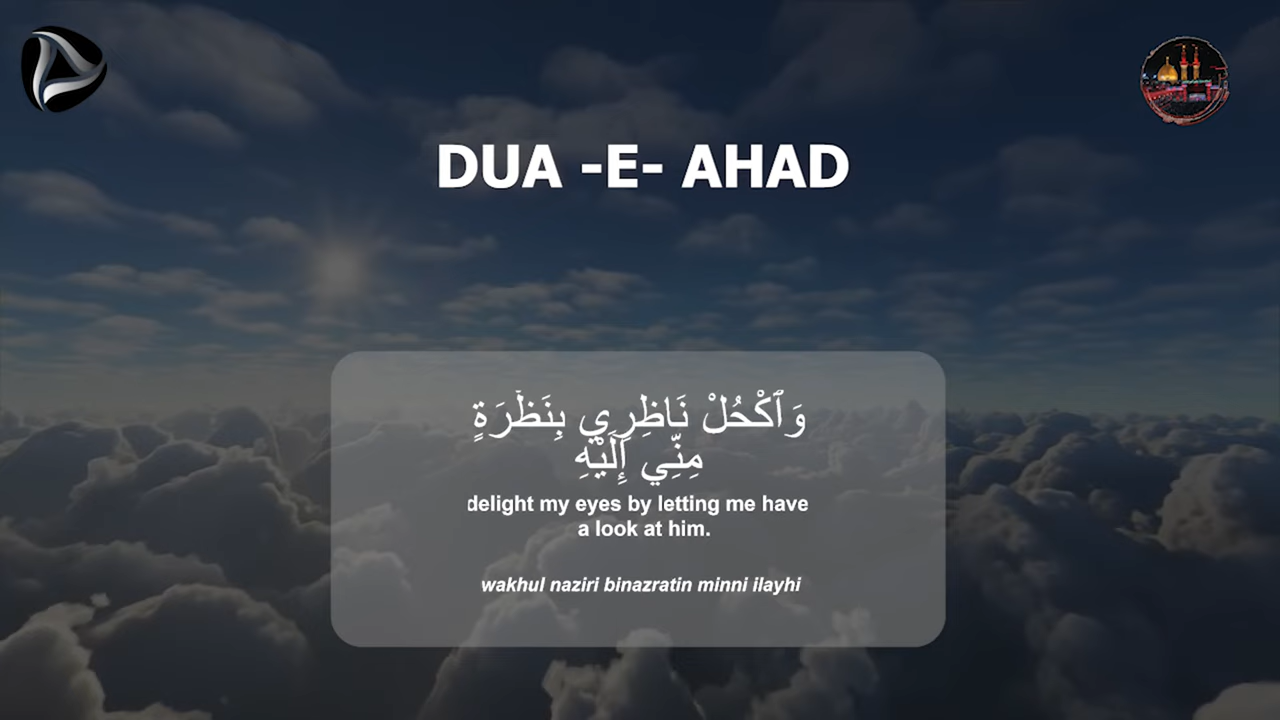 DUA -E- AHAD
وَٱكْحُلْ نَاظِرِي بِنَظْرَةٍ
مِنِّي إِلَيْهِ
delight my eyes by letting me have
a look at him.
wakhul naziri binazratin minni ilayhi